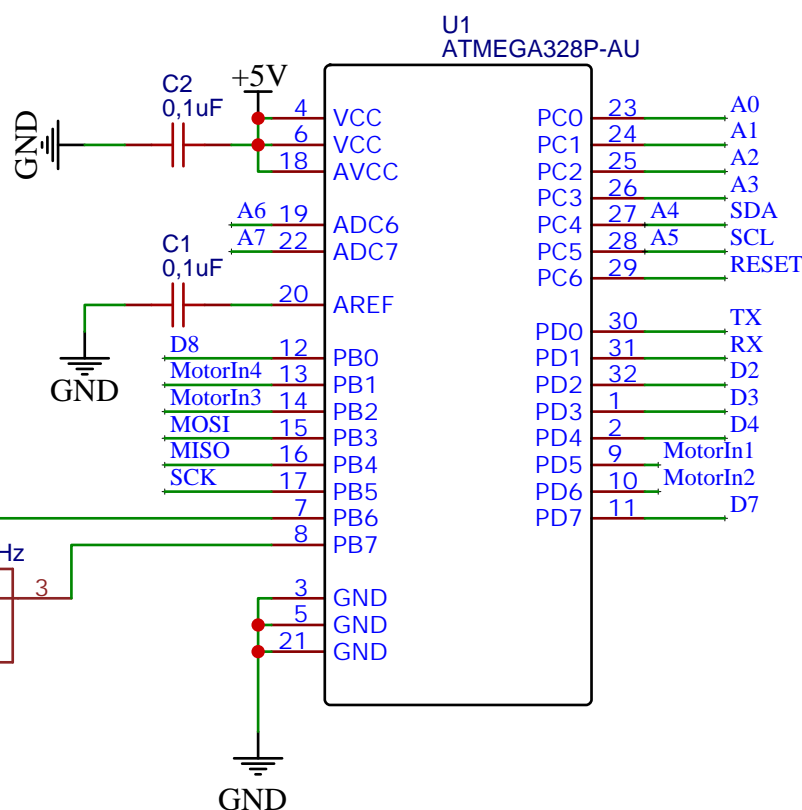 U1
ATMEGA328P-AU
C2
0,1uF
+5V
GND
4 VCC
6 VCC
18 AVCC
A6 19 ADC6
A7 22 ADC7
C1
0,1uF
20 AREF
GND
D8 12 PB0
MotorIn4 13 PB1
MotorIn3 14 PB2
MOSI 15 PB3
MISO 16 PB4
SCK 17 PB5
7 PB6
8 PB7
Hz
3
3 GND
5 GND
21 GND
GND
PC0 23 A0
PC1 24 A1
PC2 25 A2
PC3 26 A3
PC4 27 A4 SDA
PC5 28 A5 SCL
PC6 29 RESET
PD0 30 TX
PD1 31 RX
PD2 32 D2
PD3 1 D3
PD4 2 D4
PD5 9 MotorIn1
PD6 10 MotorIn2
PD7 11 D7